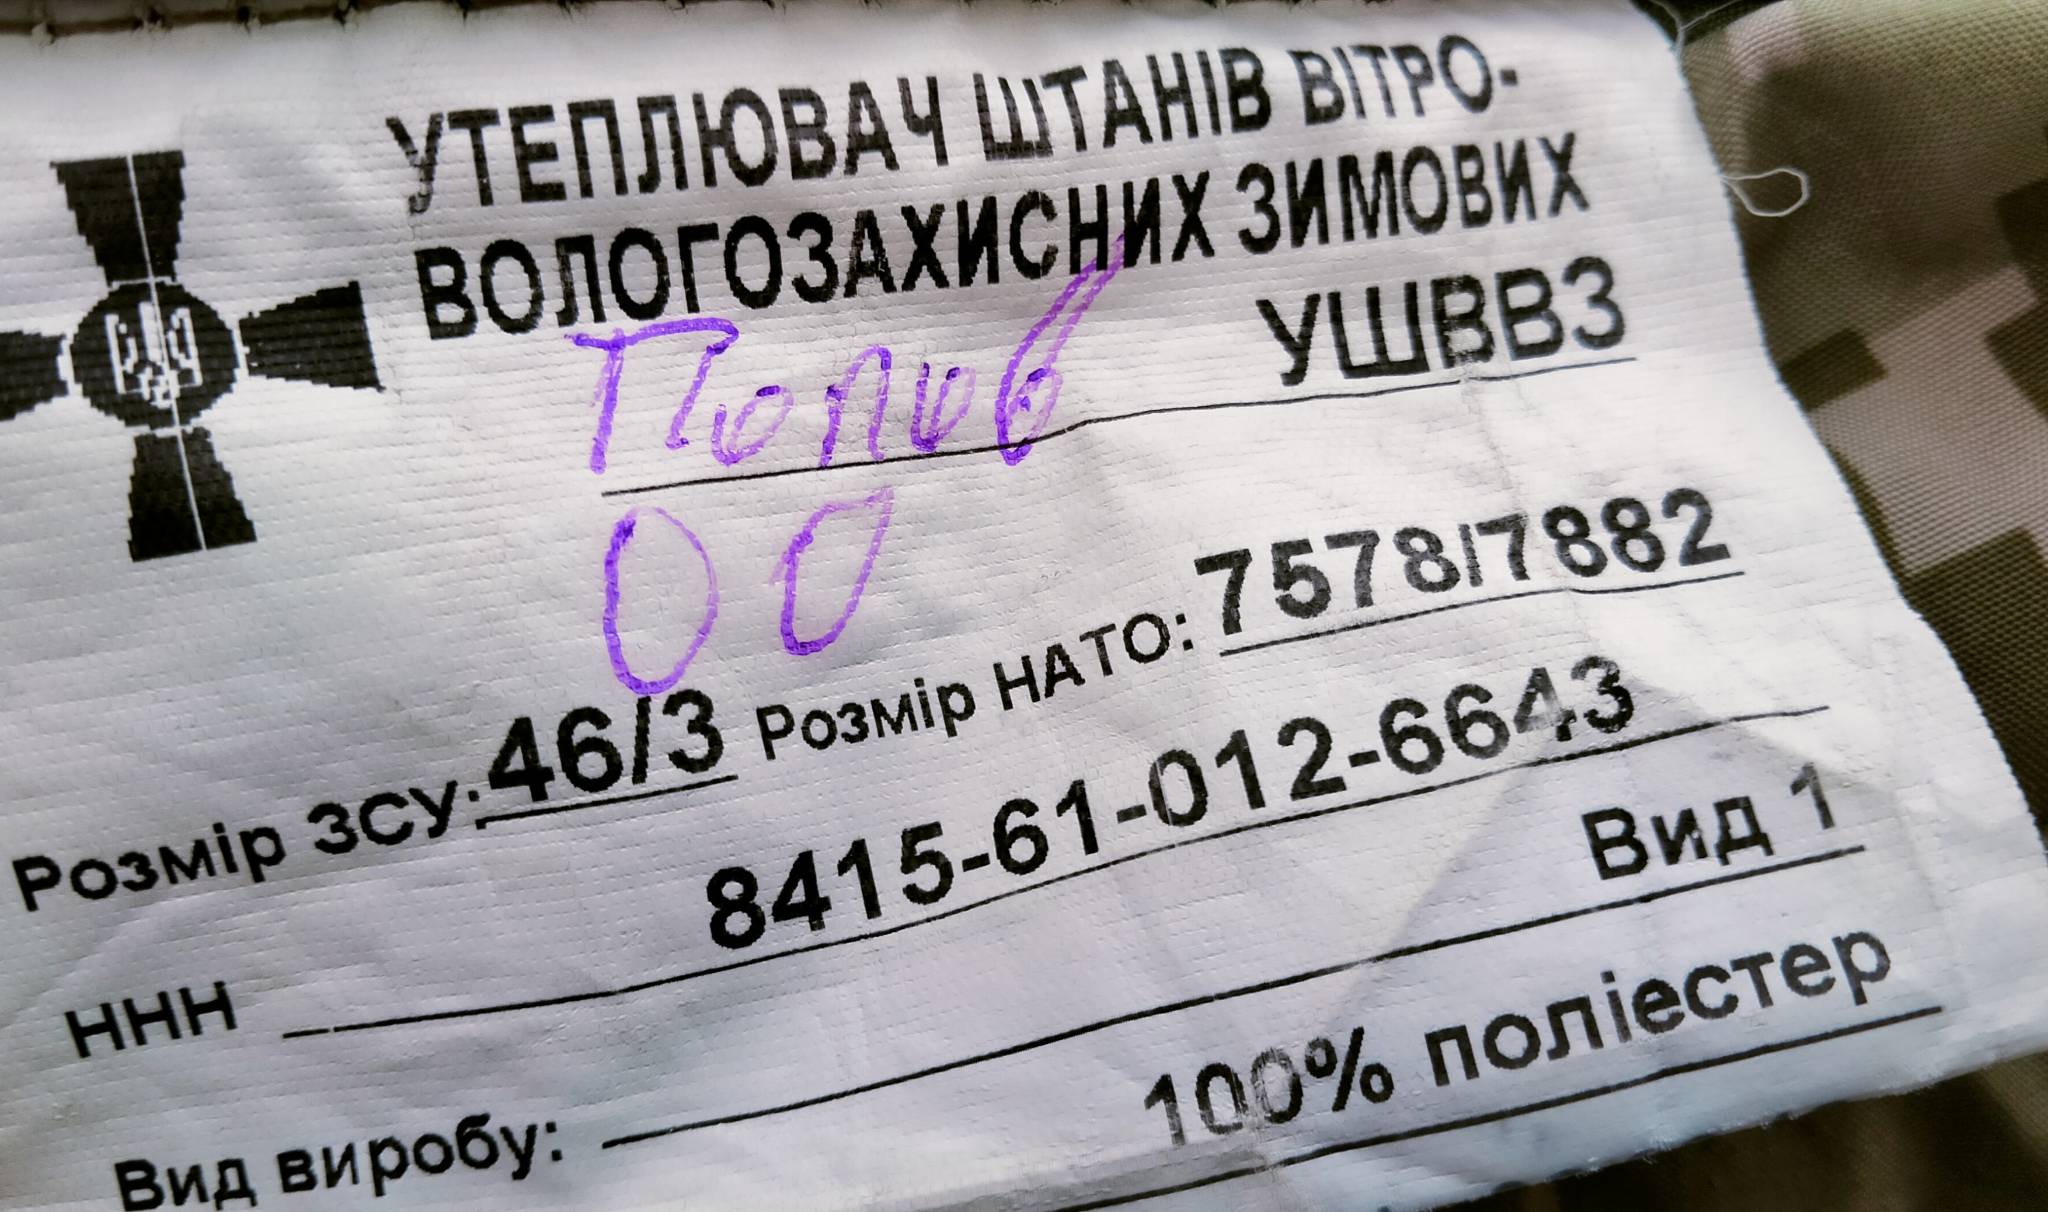 УТЕПЛЮВАЧ ШТАНІВ ВІТРО-
ВОЛОГОЗАХИСНИХ ЗИМОВИХ
УШВВЗ
00
Розмір ЗСУ: 46/3 Розмір НАТО: 7578/7882
ННН 8415-61-012-6643
Вид виробу: Вид 1
100% поліестер